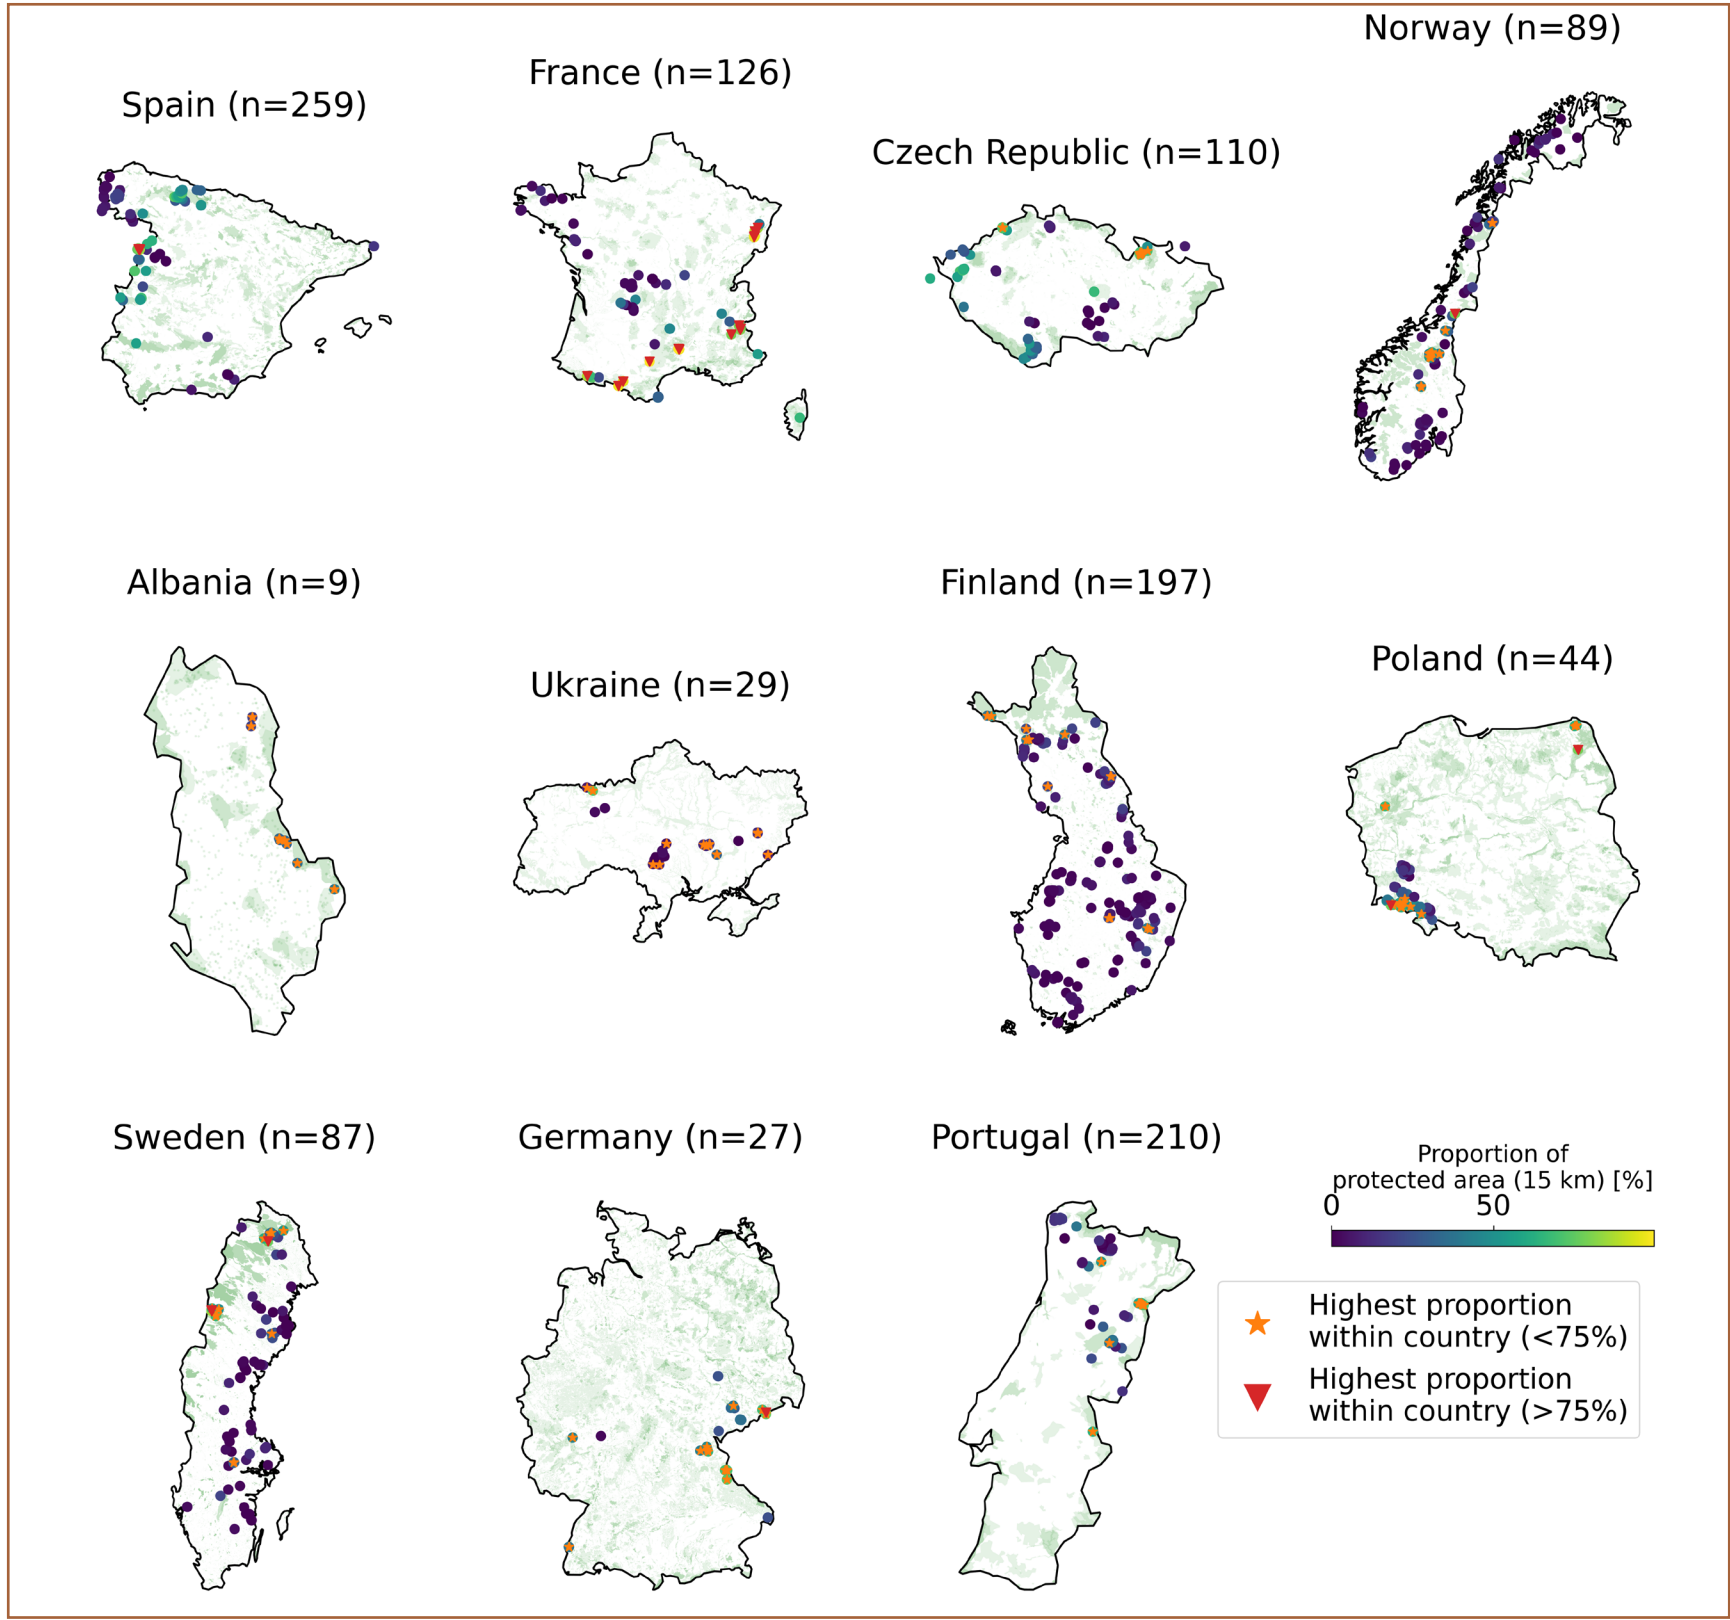 Norway (n=89)
France (n=126)
Spain (n=259)
Czech Republic (n=110)
Albania (n=9)
Finland (n=197)
Poland (n=44)
Ukraine (n=29)
Sweden (n=87)
Germany (n=27)
Portugal (n=210)
Proportion of
protected area (15 km) [%]
0 50
Highest proportion
within country (<75%)
Highest proportion
within country (>75%)